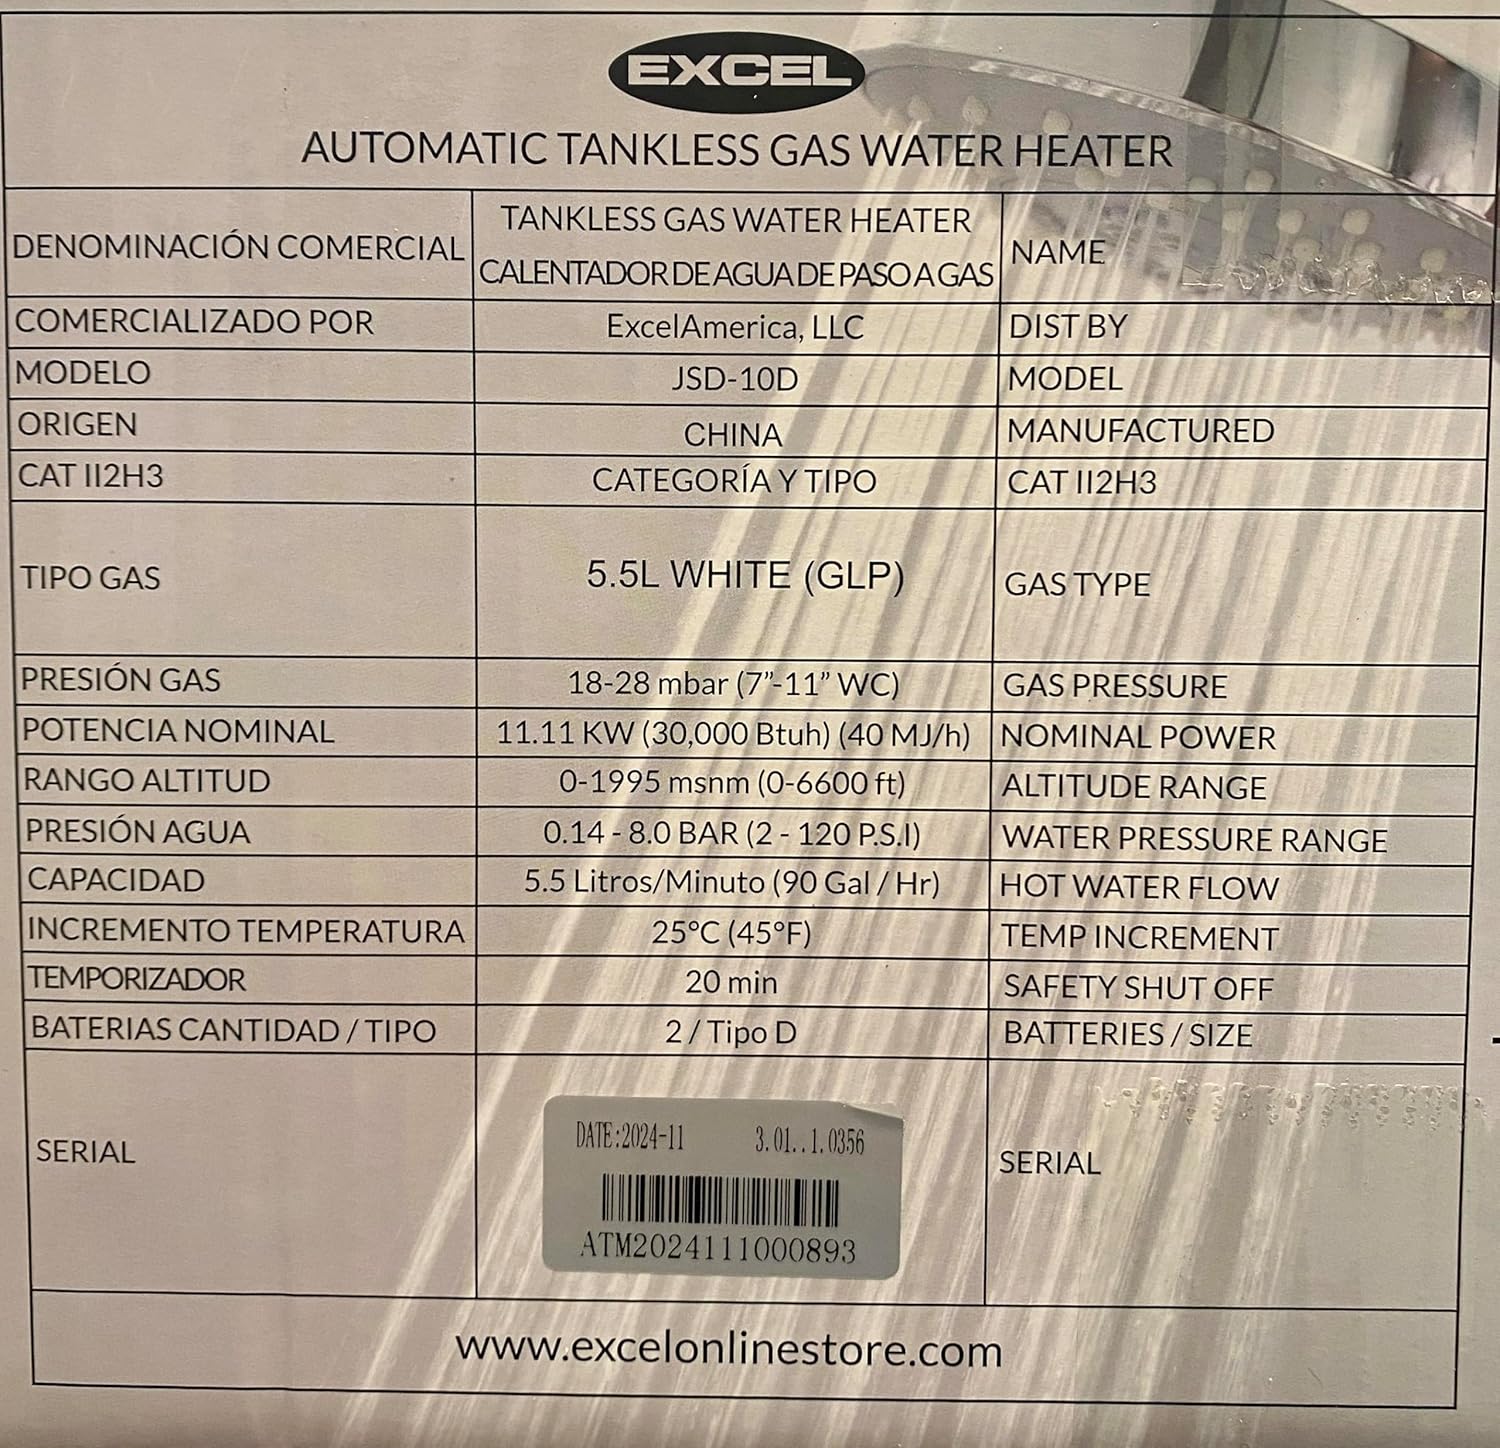 EXCEL
AUTOMATIC TANKLESS GAS WATER HEATER
DENOMINACIÓN COMERCIAL
TANKLESS GAS WATER HEATER
CALENTADOR DE AGUA DE PASO A GAS
NAME
COMERCIALIZADO POR
ExcelAmerica, LLC
DIST BY
MODELO
JSD-10D
MODEL
ORIGEN
CHINA
MANUFACTURED
CAT II2H3
CATEGORÍA Y TIPO
CAT II2H3
TIPO GAS
5.5L WHITE (GLP)
GAS TYPE
PRESIÓN GAS
18-28 mbar (7”-11” WC)
GAS PRESSURE
POTENCIA NOMINAL
11.11 KW (30,000 Btuh) (40 MJ/h)
NOMINAL POWER
RANGO ALTITUD
0-1995 msnm (0-6600 ft)
ALTITUDE RANGE
PRESIÓN AGUA
0.14 - 8.0 BAR (2 - 120 P.S.I)
WATER PRESSURE RANGE
CAPACIDAD
5.5 Litros/Minuto (90 Gal / Hr)
HOT WATER FLOW
INCREMENTO TEMPERATURA
25°C (45°F)
TEMP INCREMENT
TEMPORIZADOR
20 min
SAFETY SHUT OFF
BATERIAS CANTIDAD / TIPO
2 / Tipo D
BATTERIES / SIZE
SERIAL
DATE:2024-11 3.01..1.0356
ATM2024111000893
SERIAL
www.excelonlinestore.com